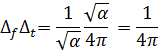 Δ_f Δ_t = 1/√α √α/4π = 1/4π